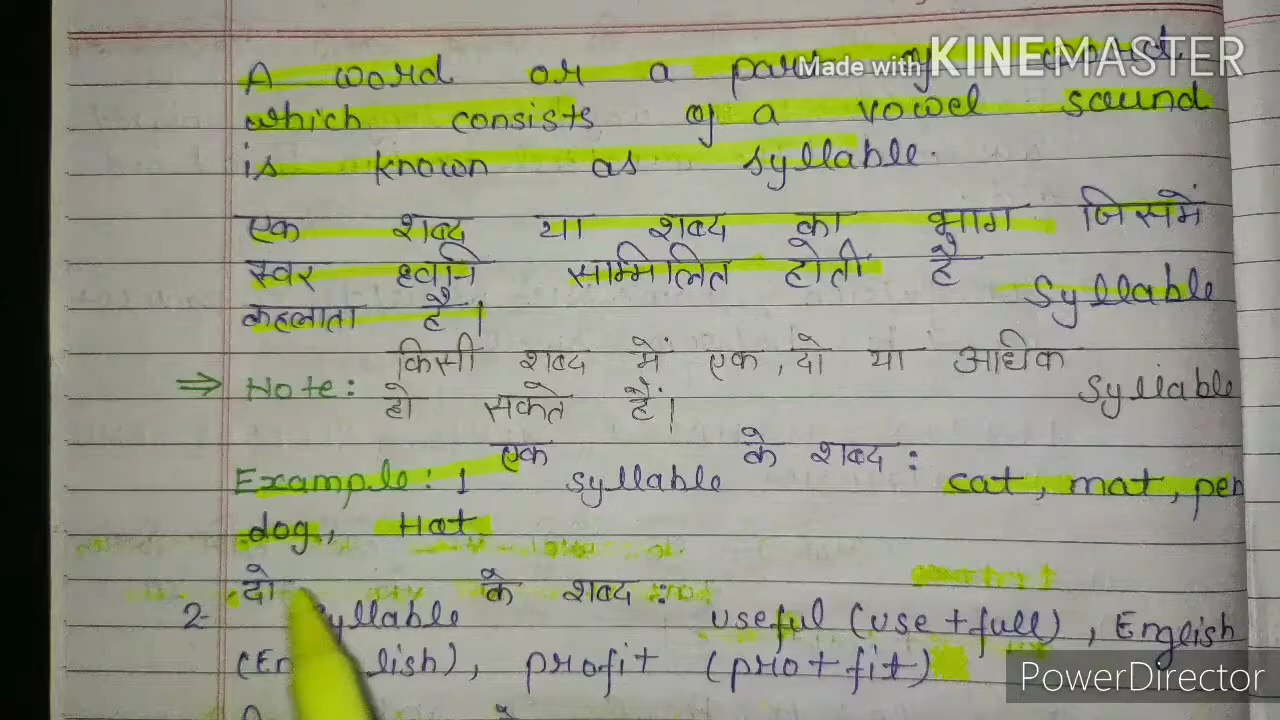 Made with KINEMASTER
A word or a part of
which consists of a vowel sound
is known as syllable.
एक शब्द या शब्द का भाग जिसमें
स्वर ध्वनि सम्मिलित होती है Syllable
कहलाता है।
⇒ Note: किसी शब्द में एक, दो या अधिक Syllable
हो सकते हैं।
Example: 1 एक syllable के शब्द: cat, mat, pen
dog, Hat
2- दो syllable के शब्द: useful (use + full), English
lish), profit (pro + fit)
PowerDirector